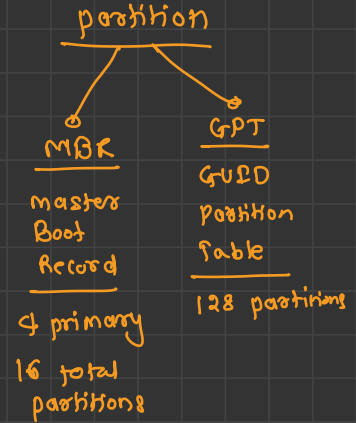 partition
MBR
master
Boot
Record
4 primary
16 total
partitions
GPT
GUID
partition
Table
128 partitions